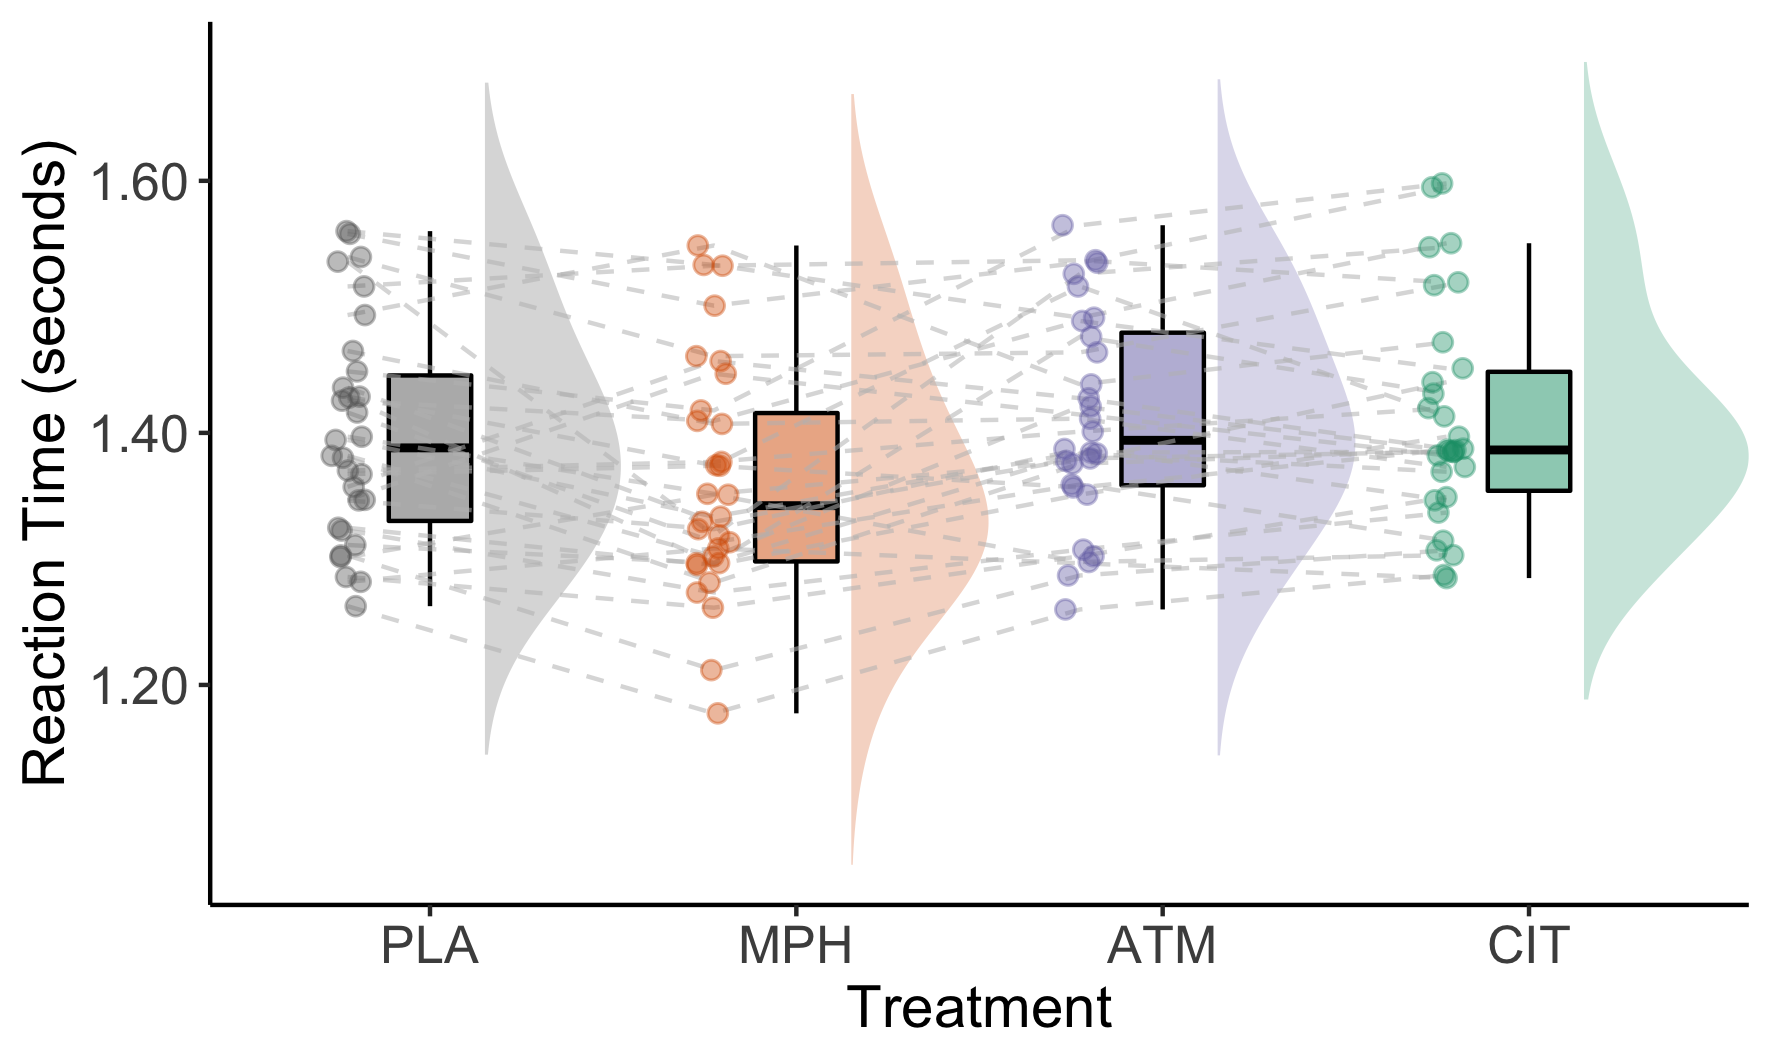 Reaction Time (seconds)
1.60
1.40
1.20
PLA MPH ATM CIT
Treatment